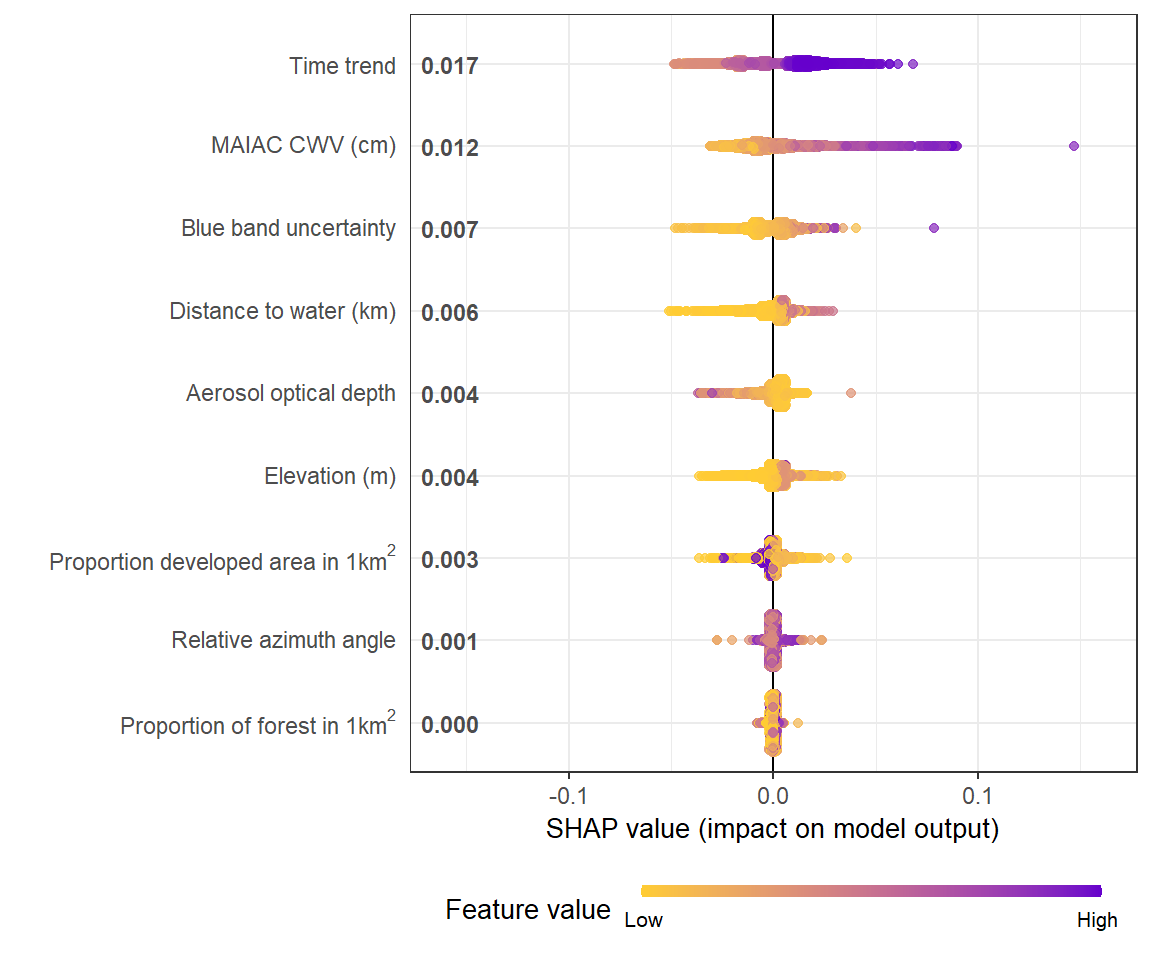 Time trend 0.017
MAIAC CWV (cm) 0.012
Blue band uncertainty 0.007
Distance to water (km) 0.006
Aerosol optical depth 0.004
Elevation (m) 0.004
Proportion developed area in 1km² 0.003
Relative azimuth angle 0.001
Proportion of forest in 1km² 0.000
-0.1 0.0 0.1
SHAP value (impact on model output)
Feature value
Low High